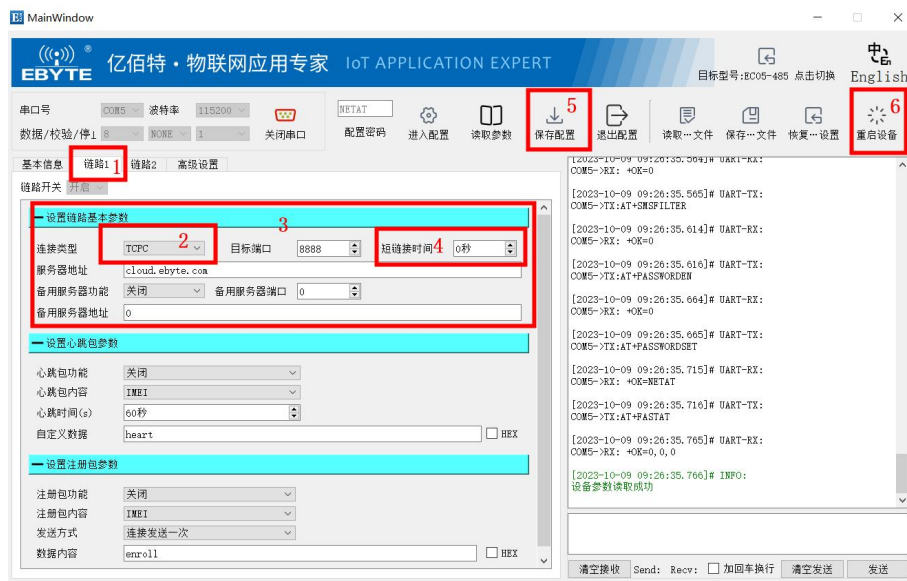 MainWindow
EBYTE ® 亿佰特·物联网应用专家 IoT APPLICATION EXPERT
目标型号:EC05-485 点击切换 English
串口号 COM5 波特率 115200 关闭串口
数据/校验/停 8 NONE 1
NETAT 配置密码
进入配置 读取参数 保存配置 5 退出配置 读取…文件 保存…文件 恢复…设置 重启设备 6
基本信息 链路1 1 链路2 高级设置
链路开关 开启
设置链路基本参数 3
连接类型 TCPC 2 目标端口 8888 短链接时间 4 0秒
服务器地址 cloud.ebyte.com
备用服务器功能 关闭 备用服务器端口 0
备用服务器地址 0
设置心跳包参数
心跳包功能 关闭
心跳包内容 IMEI
心跳时间(s) 60秒
自定义数据 heart HEX
设置注册包参数
注册包功能 关闭
注册包内容 IMEI
发送方式 连接发送一次
数据内容 enroll HEX
[2023-10-09 09:26:35.564]# UART-RX:
COM5->RX: +OK=0
[2023-10-09 09:26:35.565]# UART-TX:
COM5->TX:AT+SMSFILTER
[2023-10-09 09:26:35.614]# UART-RX:
COM5->RX: +OK=0
[2023-10-09 09:26:35.616]# UART-TX:
COM5->TX:AT+PASSWORDEN
[2023-10-09 09:26:35.664]# UART-RX:
COM5->RX: +OK=0
[2023-10-09 09:26:35.665]# UART-TX:
COM5->TX:AT+PASSWORDSET
[2023-10-09 09:26:35.715]# UART-RX:
COM5->RX: +OK=NETAT
[2023-10-09 09:26:35.716]# UART-TX:
COM5->TX:AT+FASTAT
[2023-10-09 09:26:35.765]# UART-RX:
COM5->RX: +OK=0,0,0
[2023-10-09 09:26:35.766]# INFO:
设备参数读取成功
清空接收 Send: Recv: 加回车换行 清空发送 发送